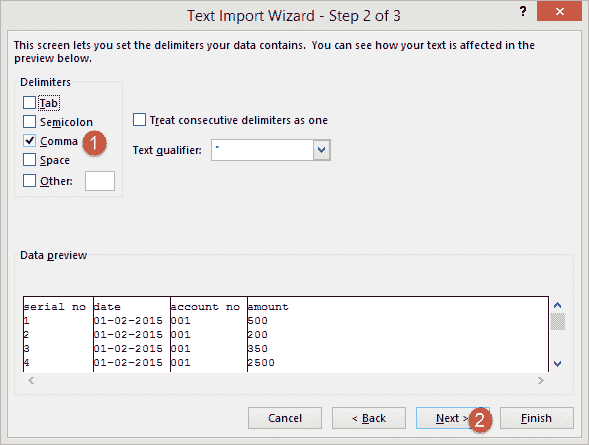 Text Import Wizard - Step 2 of 3
?
This screen lets you set the delimiters your data contains. You can see how your text is affected in the
preview below.
Delimiters
Tab
Semicolon
Comma 1
Space
Other:
Treat consecutive delimiters as one
Text qualifier: "
Data preview
serial no date account no amount
1 01-02-2015 001 500
2 01-02-2015 001 200
3 01-02-2015 001 350
4 01-02-2015 001 2500
Cancel < Back Next > 2 Finish